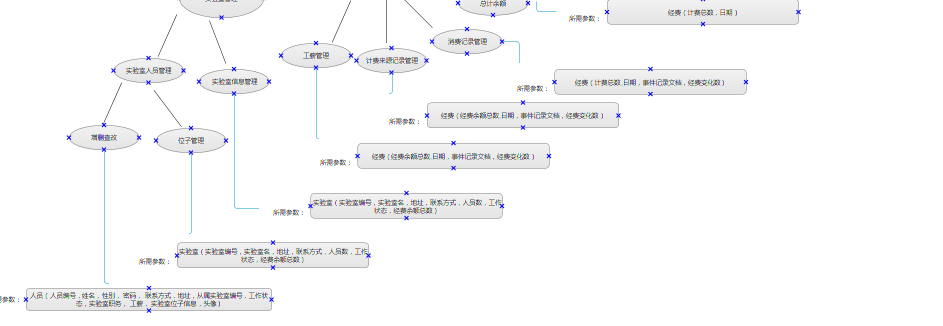 总计余额
所需参数：
经费（计费总数，日期）
消费记录管理
工薪管理
计费来源记录管理
实验室人员管理
实验室信息管理
所需参数：
经费（计费总数,日期，事件记录文档，经费变化数）
所需参数：
经费（经费余额总数,日期，事件记录文档，经费变化数）
增删查改
位子管理
所需参数：
经费（经费余额总数,日期，事件记录文档，经费变化数）
所需参数：
实验室（实验室编号，实验室名，地址，联系方式，人员数，工作
状态，经费余额总数）
所需参数：
实验室（实验室编号，实验室名，地址，联系方式，人员数，工作
状态，经费余额总数）
参数：
人员（人员编号，姓名，性别， 密码， 联系方式，地址，从属实验室编号，工作状
态，实验室职务， 工薪， 实验室位子信息，头像）